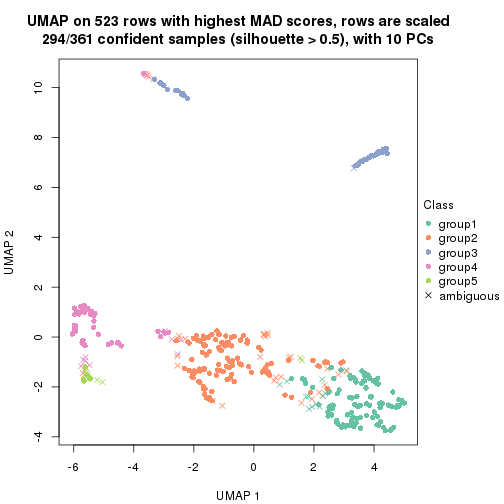 UMAP on 523 rows with highest MAD scores, rows are scaled
294/361 confident samples (silhouette > 0.5), with 10 PCs
10
8
6
4
2
0
-2
-4
UMAP 2
-6
-4
-2
0
2
4
UMAP 1
Class
group1
group2
group3
group4
group5
ambiguous